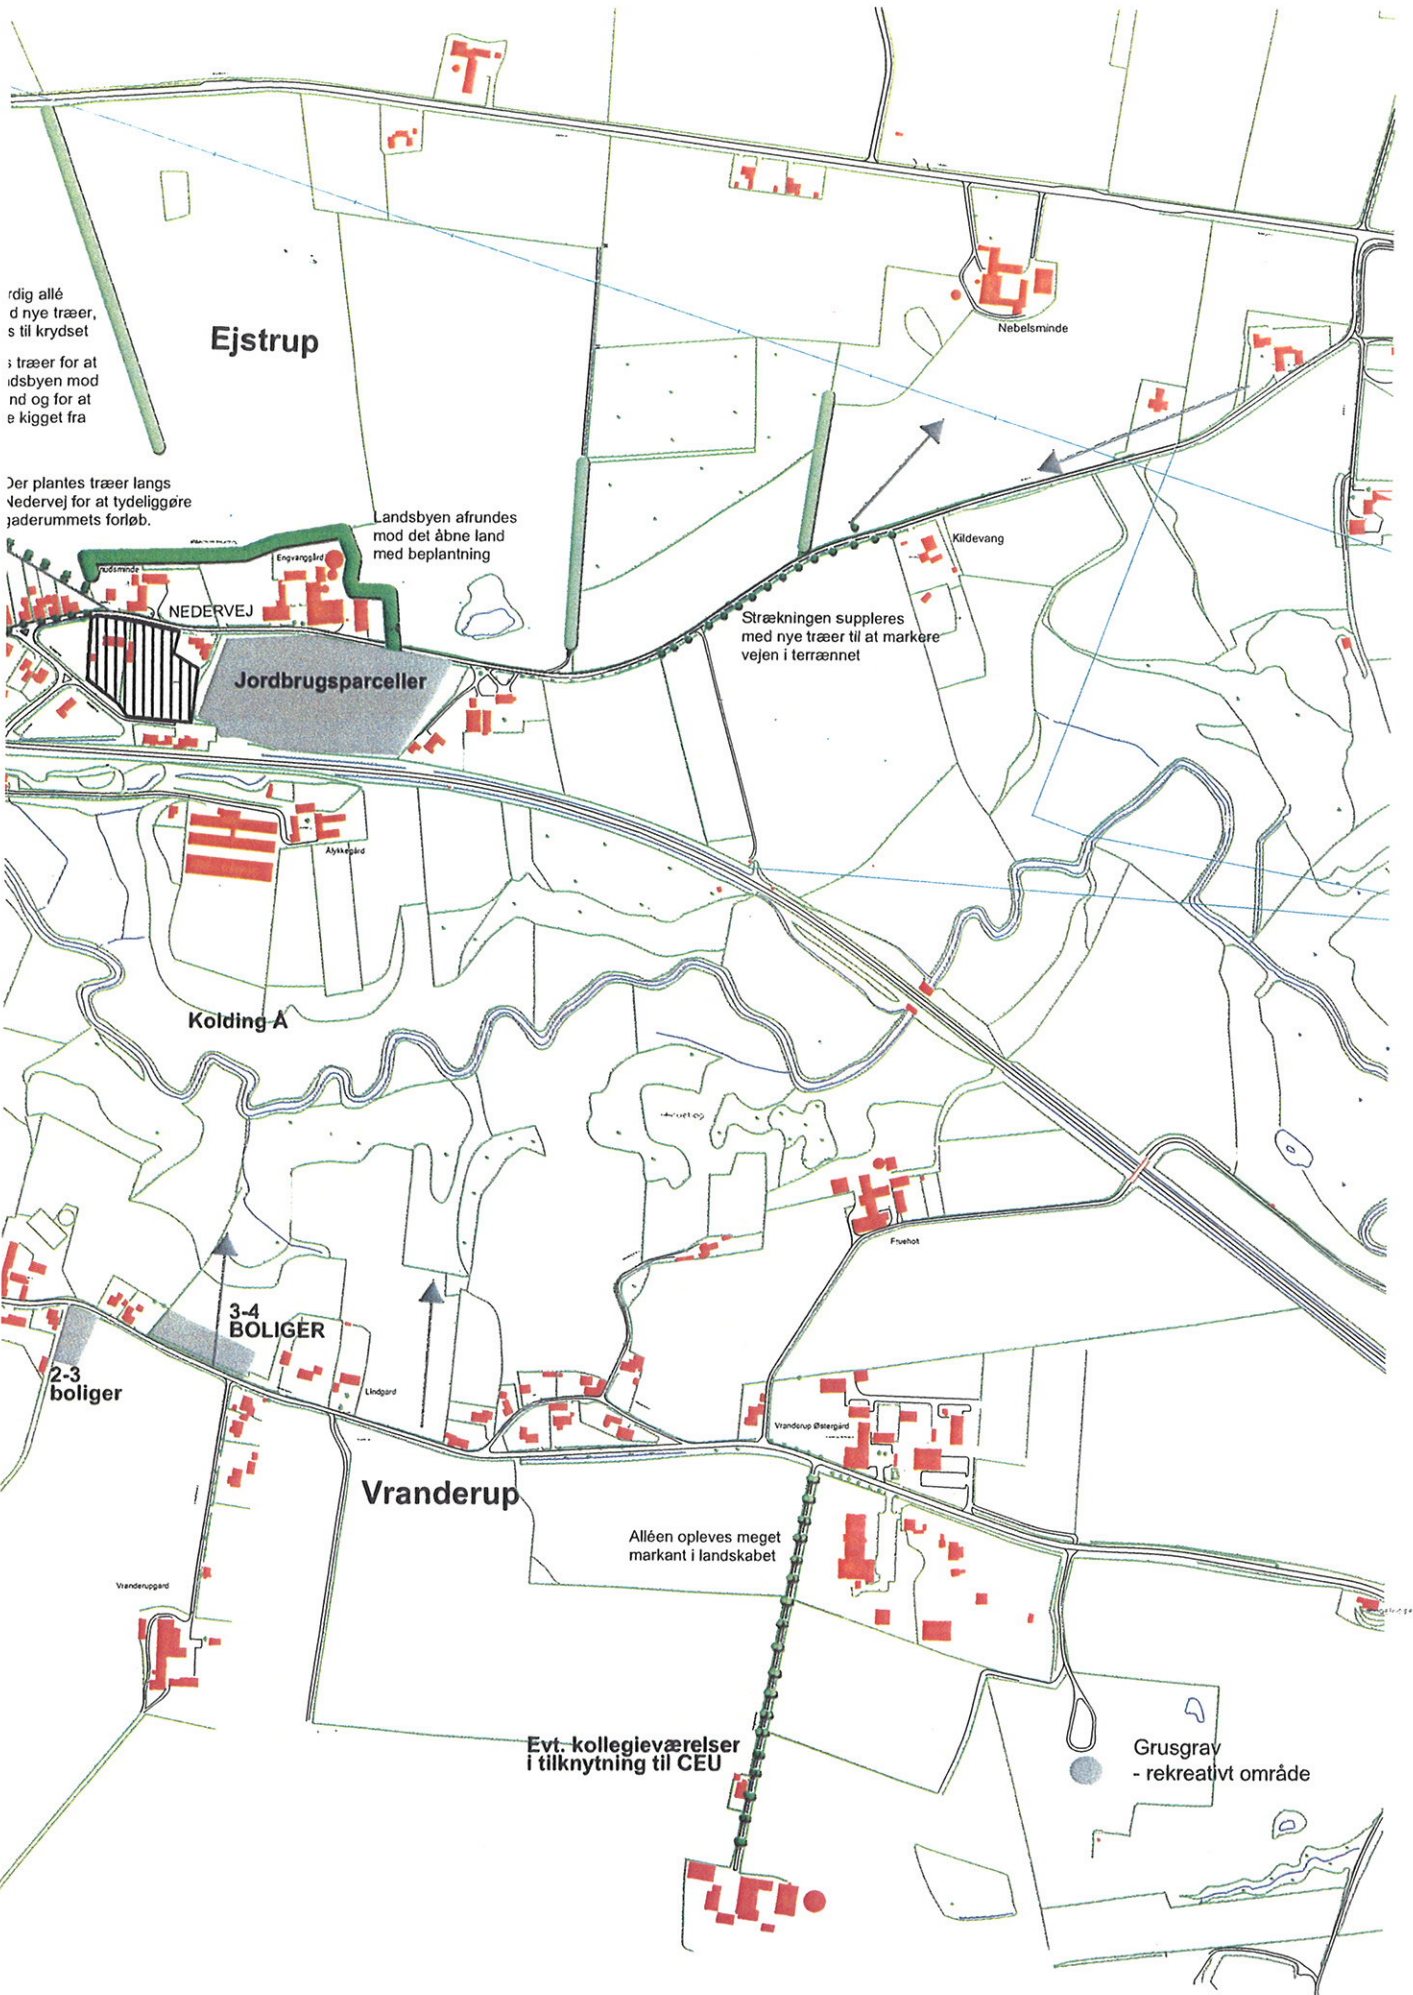 rdig allé
d nye træer,
s til krydset
s træer for at
dsbyen mod
nd og for at
e kigget fra
Ejstrup
Nebelsminde
Der plantes træer langs
Nedervej for at tydeliggøre
gaderummets forløb.
Landsbyen afrundes
mod det åbne land
med beplantning
Engvanggård
Kildevang
udsminde
NEDERVEJ
Strækningen suppleres
med nye træer til at markere
vejen i terrænnet
Jordbrugsparceller
Ålykkegård
Kolding Å
Fruehøt
3-4
BOLIGER
2-3
boliger
Lindgård
Vranderup Østergård
Vranderup
Alléen opleves meget
markant i landskabet
Vranderupgård
Evt. kollegieværelser
i tilknytning til CEU
Grusgrav
- rekreativt område